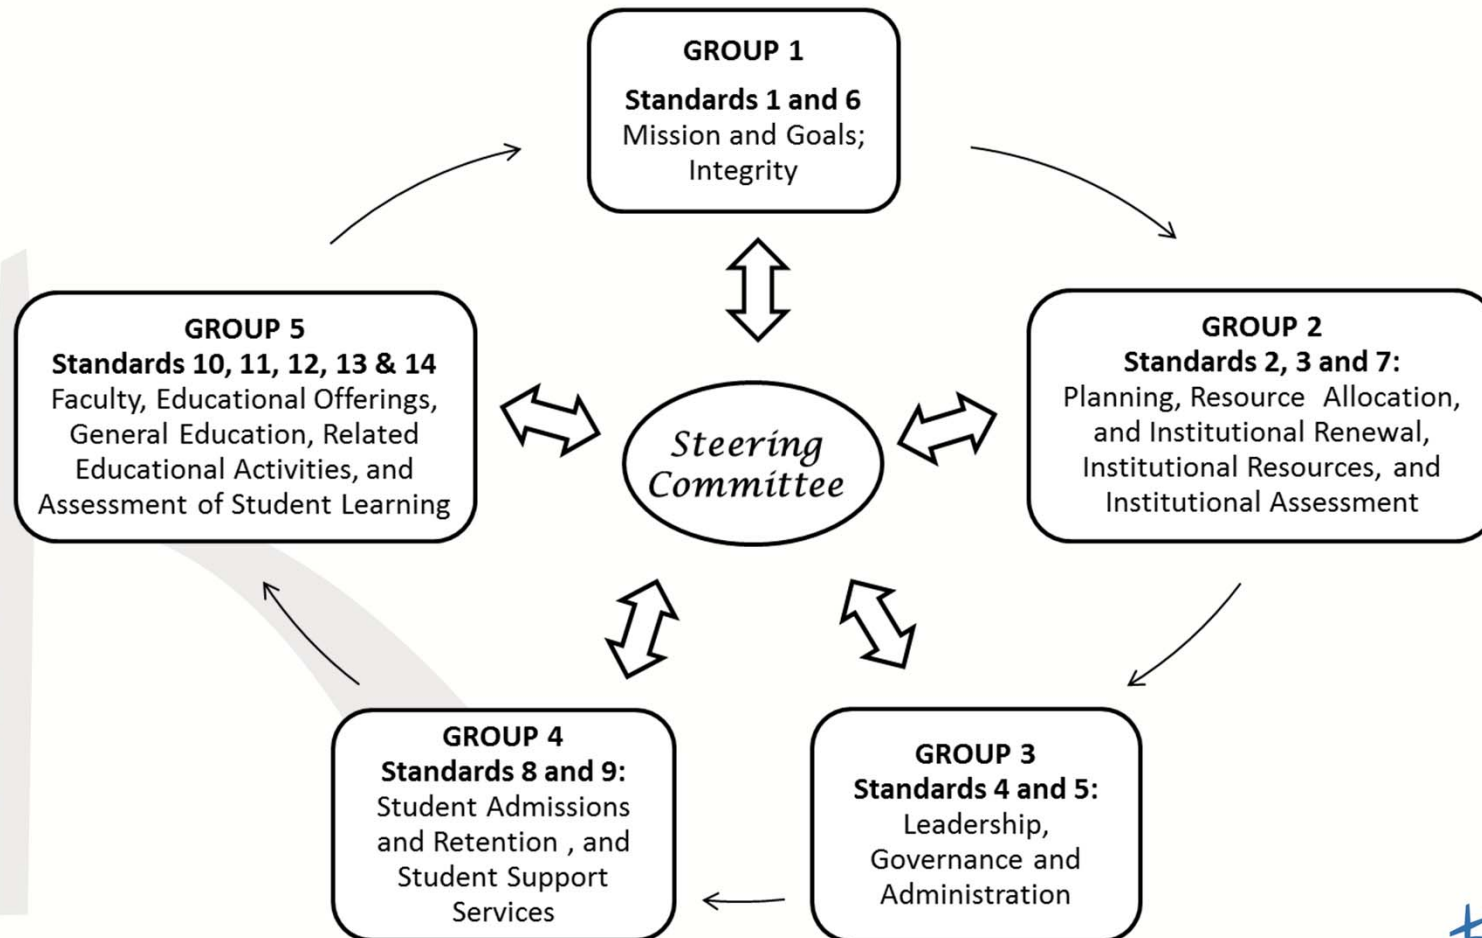 GROUP 1
Standards 1 and 6
Mission and Goals;
Integrity
GROUP 5
Standards 10, 11, 12, 13 & 14
Faculty, Educational Offerings,
General Education, Related
Educational Activities, and
Assessment of Student Learning
Steering
Committee
GROUP 2
Standards 2, 3 and 7:
Planning, Resource  Allocation,
and Institutional Renewal,
Institutional Resources, and
Institutional Assessment
GROUP 4
Standards 8 and 9:
Student Admissions
and Retention , and
Student Support
Services
GROUP 3
Standards 4 and 5:
Leadership,
Governance and
Administration